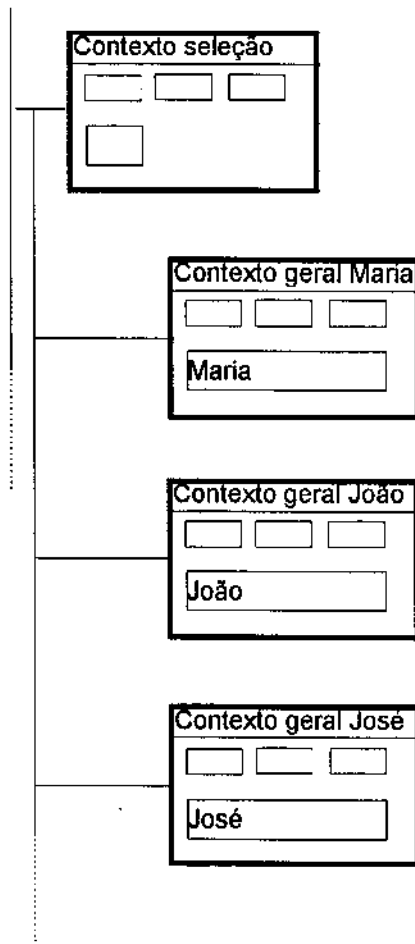 Contexto seleção
Contexto geral Maria
Maria
Contexto geral João
João
Contexto geral José
José